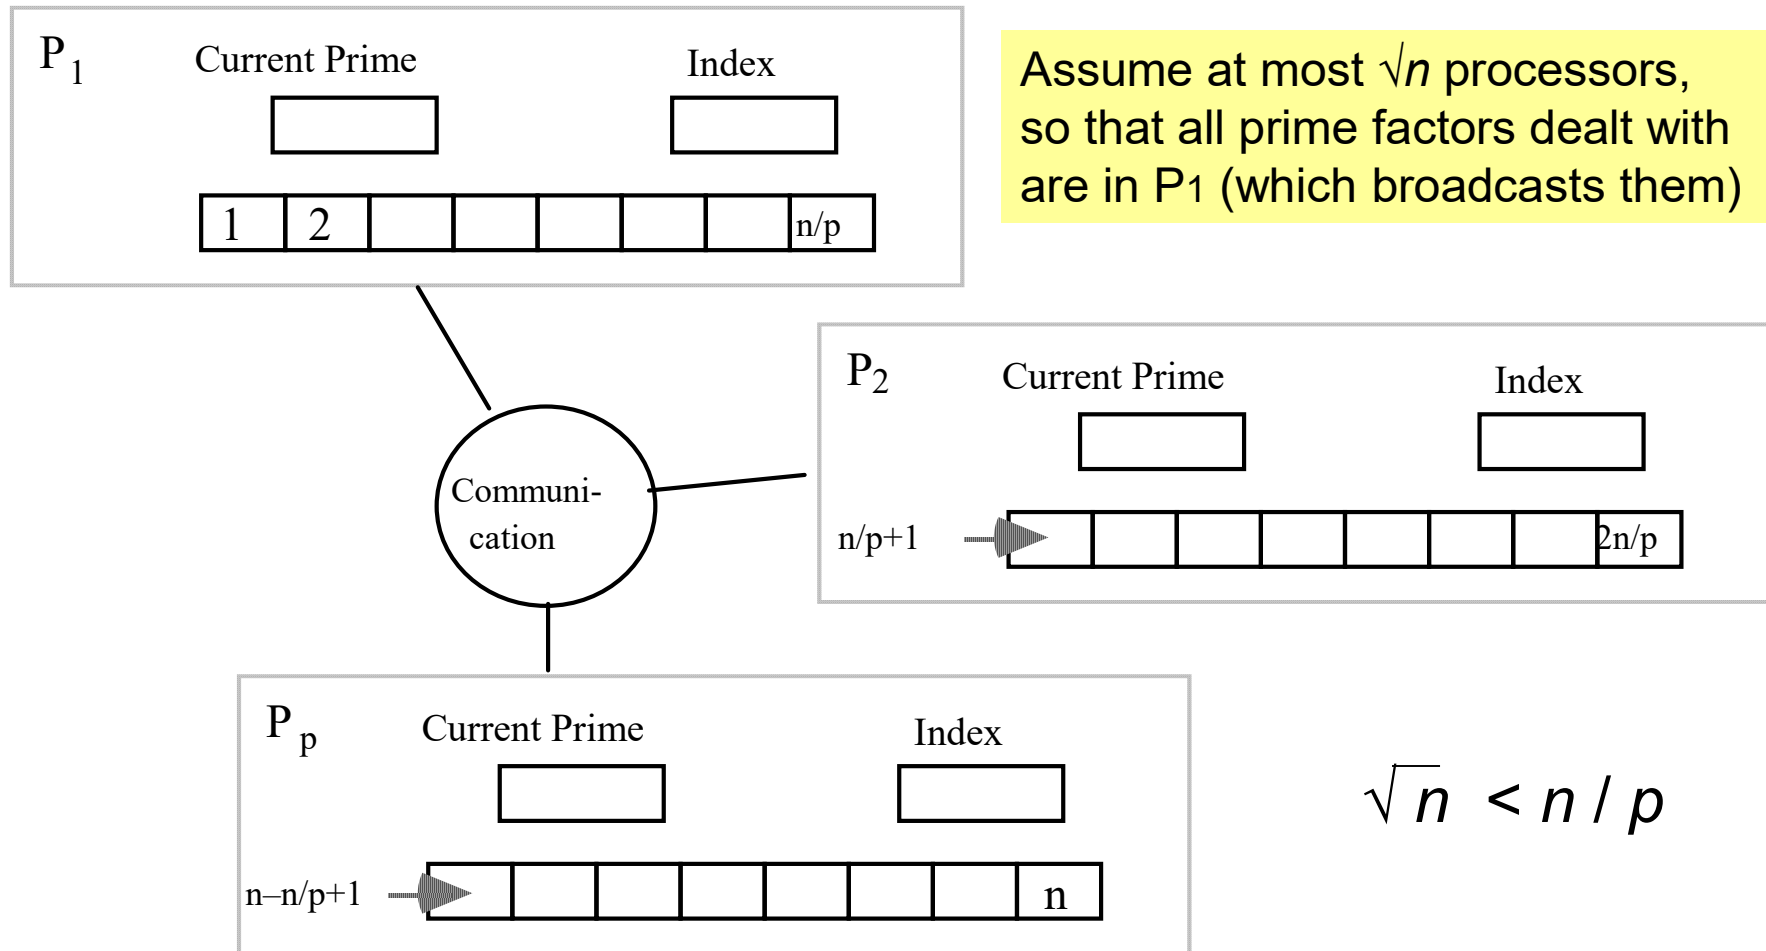 P1
Current Prime
Index
1 2 n/p
Assume at most √n processors,
so that all prime factors dealt with
are in P1 (which broadcasts them)
P2
Current Prime
Index
n/p+1
2n/p
Communi-
cation
Pp
Current Prime
Index
n–n/p+1
n
√n < n / p